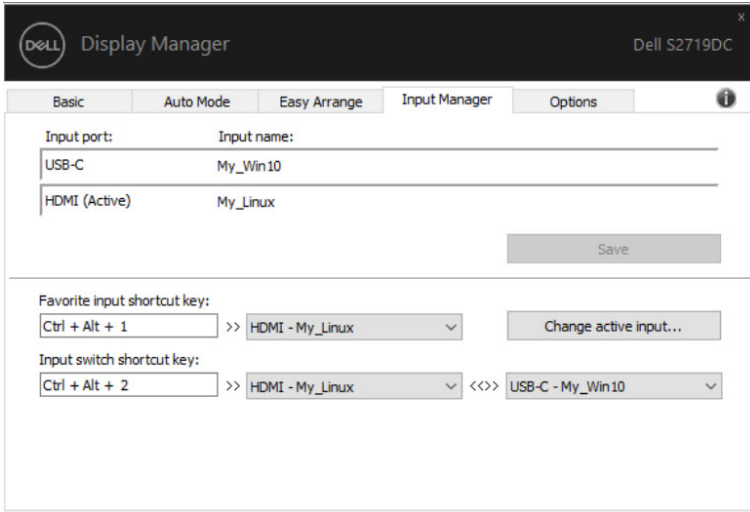 x
DELL Display Manager Dell S2719DC
Basic Auto Mode Easy Arrange Input Manager Options i
Input port: Input name:
USB-C My_Win10
HDMI (Active) My_Linux
Save
Favorite input shortcut key:
Ctrl + Alt + 1 >> HDMI - My_Linux Change active input...
Input switch shortcut key:
Ctrl + Alt + 2 >> HDMI - My_Linux <<>> USB-C - My_Win10